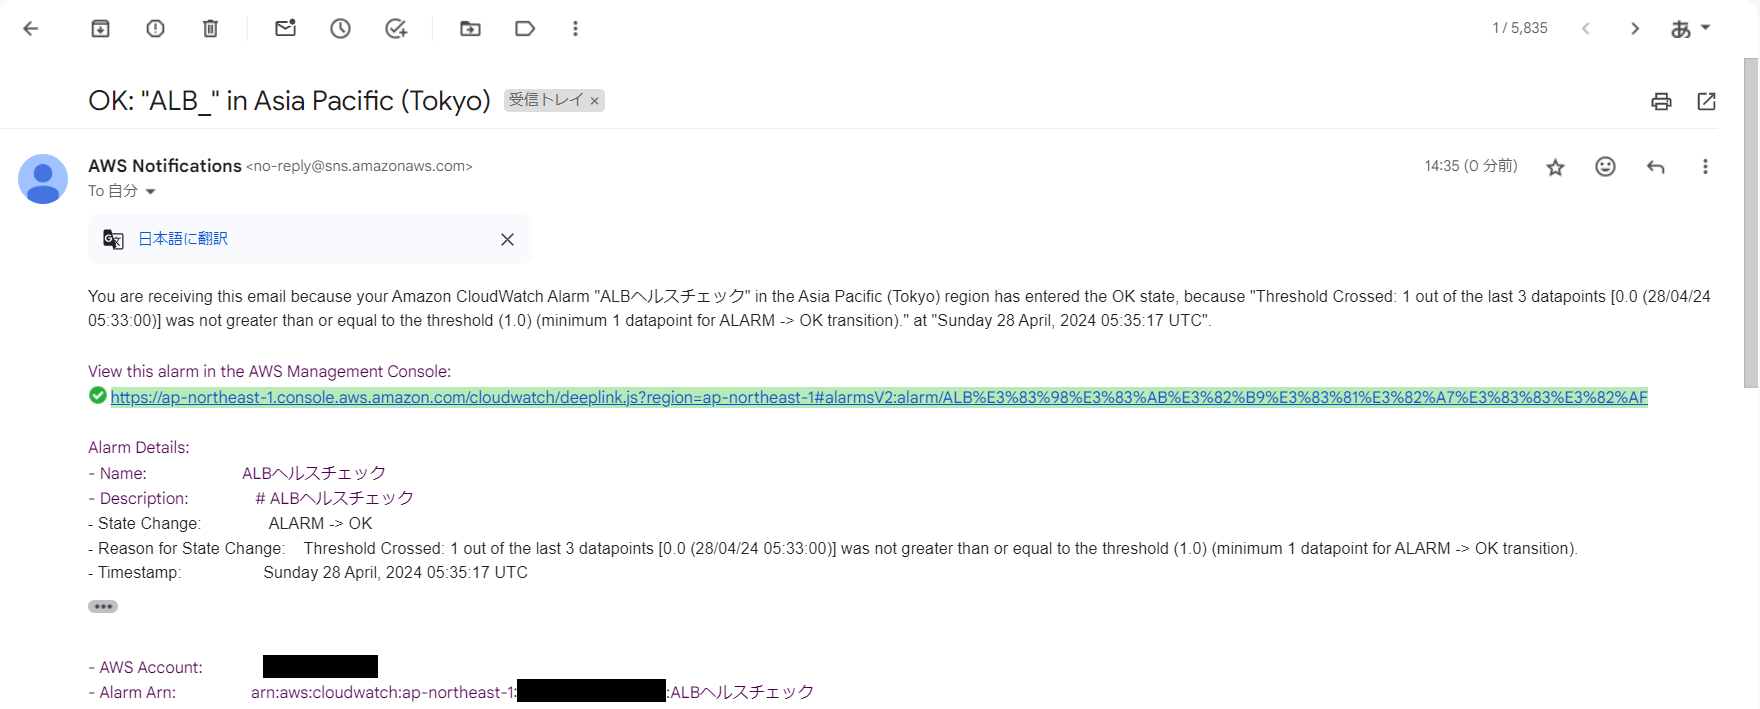 1 / 5,835
あ
OK: "ALB_" in Asia Pacific (Tokyo) 受信トレイ ×
AWS Notifications <no-reply@sns.amazonaws.com> 14:35 (0 分前)
To 自分
日本語に翻訳
You are receiving this email because your Amazon CloudWatch Alarm "ALBヘルスチェック" in the Asia Pacific (Tokyo) region has entered the OK state, because "Threshold Crossed: 1 out of the last 3 datapoints [0.0 (28/04/24
05:33:00)] was not greater than or equal to the threshold (1.0) (minimum 1 datapoint for ALARM -> OK transition)." at "Sunday 28 April, 2024 05:35:17 UTC".
View this alarm in the AWS Management Console:
https://ap-northeast-1.console.aws.amazon.com/cloudwatch/deeplink.js?region=ap-northeast-1#alarmsV2:alarm/ALB%E3%83%98%E3%83%AB%E3%82%B9%E3%83%81%E3%82%A7%E3%83%83%E3%82%AF
Alarm Details:
- Name: ALBヘルスチェック
- Description: # ALBヘルスチェック
- State Change: ALARM -> OK
- Reason for State Change: Threshold Crossed: 1 out of the last 3 datapoints [0.0 (28/04/24 05:33:00)] was not greater than or equal to the threshold (1.0) (minimum 1 datapoint for ALARM -> OK transition).
- Timestamp: Sunday 28 April, 2024 05:35:17 UTC
- AWS Account:
- Alarm Arn: arn:aws:cloudwatch:ap-northeast-1: :ALBヘルスチェック